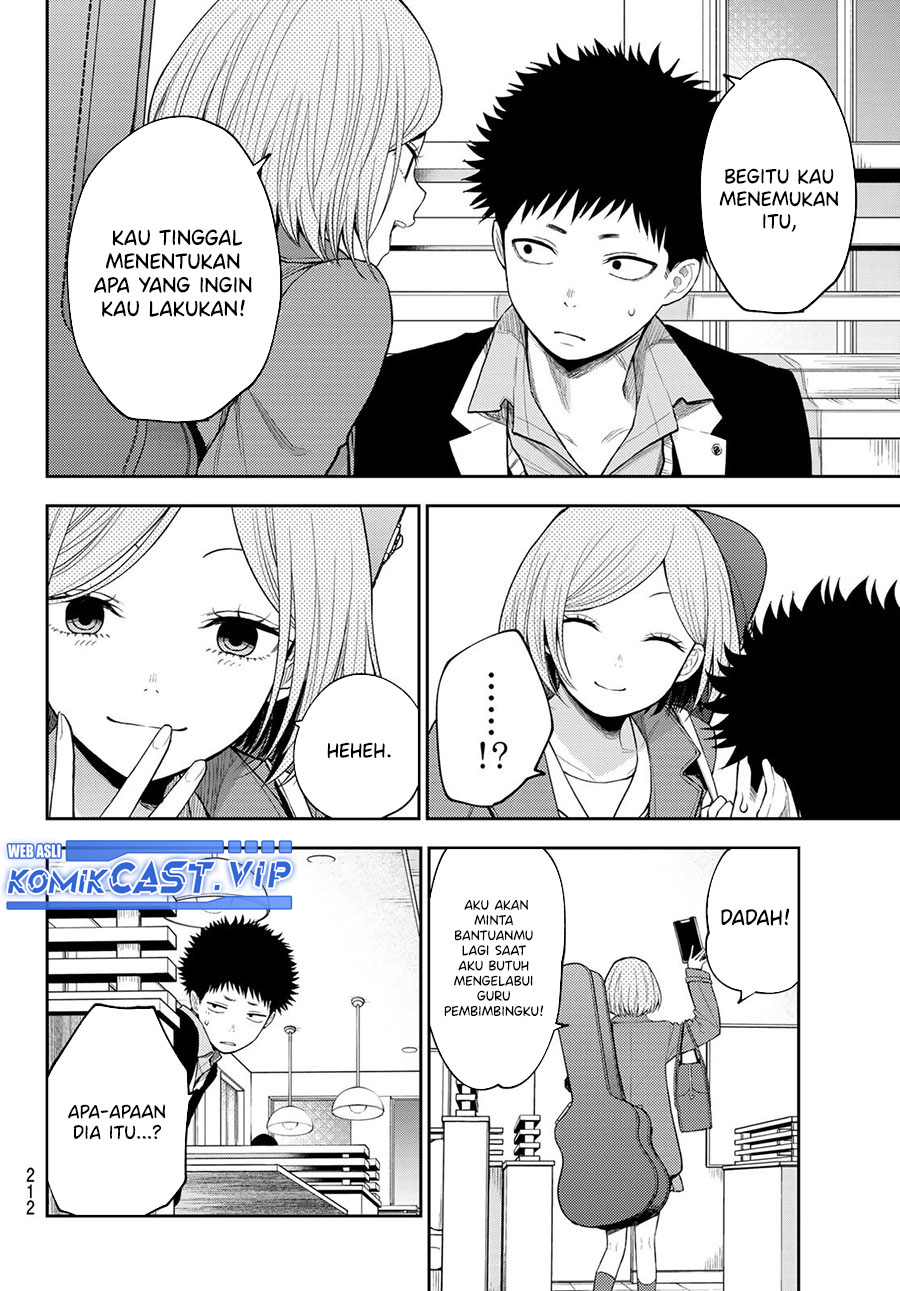 BEGITU KAU
MENEMUKAN
ITU,
KAU TINGGAL
MENENTUKAN
APA YANG INGIN
KAU LAKUKAN!
........!?
HEHEH.
DADAH!
AKU AKAN
MINTA
BANTUANMU
LAGI SAAT
AKU BUTUH
MENGELABUI
GURU
PEMBIMBINGKU!
WEB ASLI
KOMIKCAST.VIP
APA-APAAN
DIA ITU...?
212